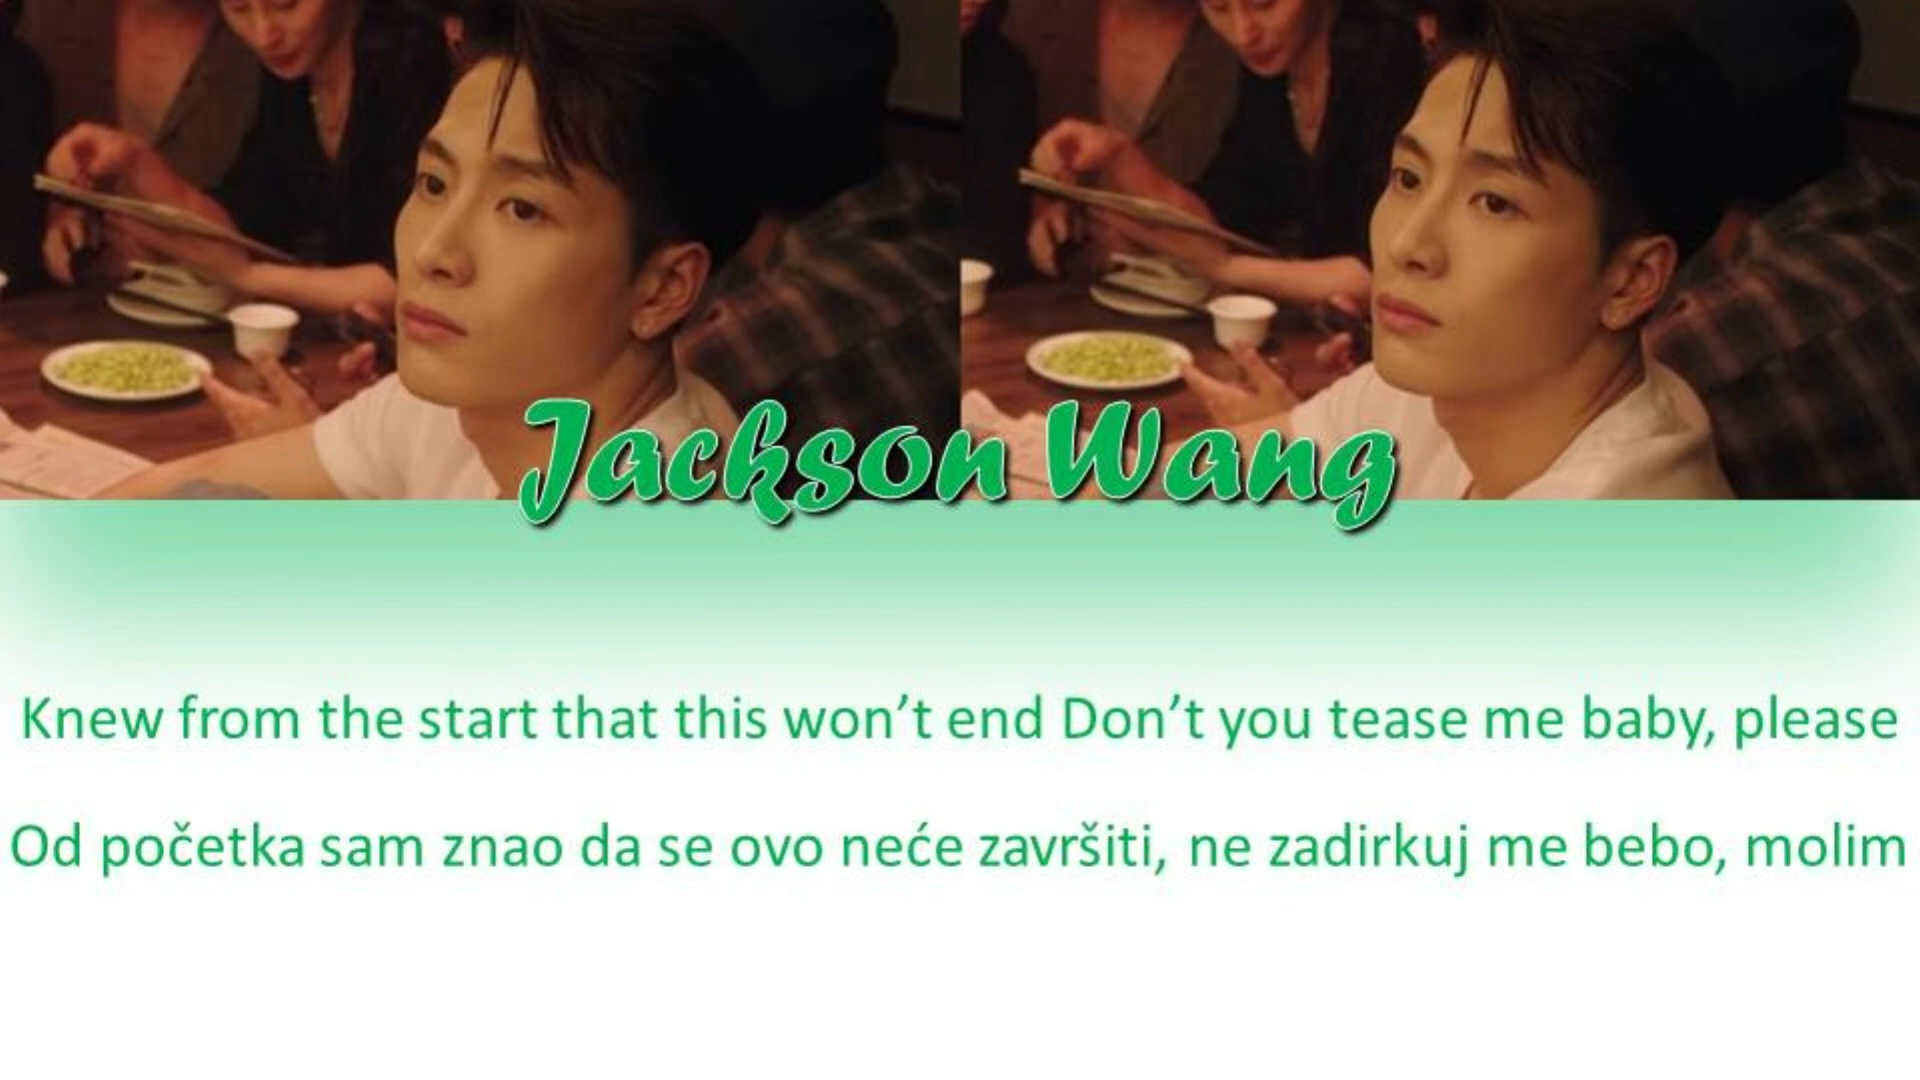 Jackson Wang
Knew from the start that this won’t end Don’t you tease me baby, please
Od početka sam znao da se ovo neće završiti, ne zadirkuj me bebo, molim